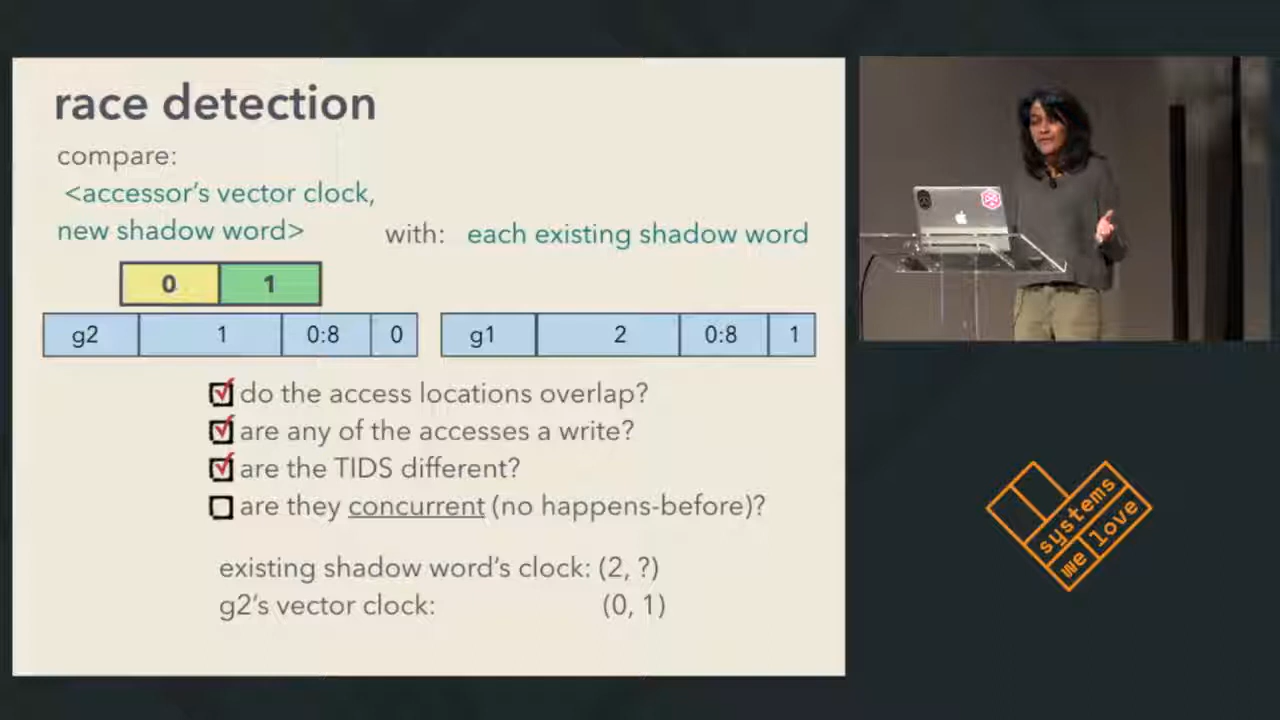 race detection
compare:
<accessor's vector clock,
new shadow word>
with: each existing shadow word
0 1
g2 1 0:8 0
g1 2 0:8 1
do the access locations overlap?
are any of the accesses a write?
are the TIDS different?
are they concurrent (no happens-before)?
existing shadow word's clock: (2, ?)
g2's vector clock: (0, 1)
systems
we love